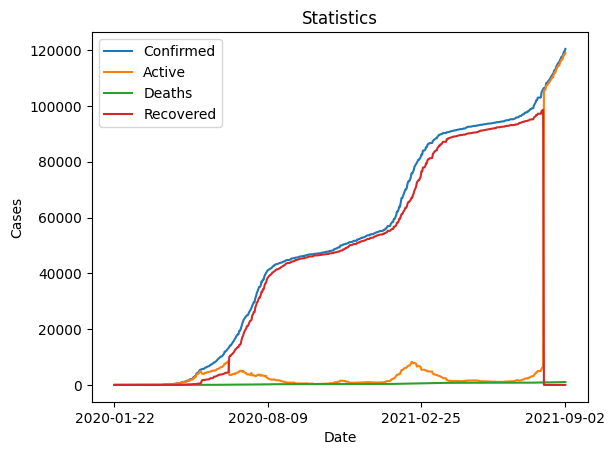 Statistics
Confirmed
Active
Deaths
Recovered
120000
100000
80000
60000
40000
20000
0
Cases
2020-01-22
2020-08-09
2021-02-25
2021-09-02
Date